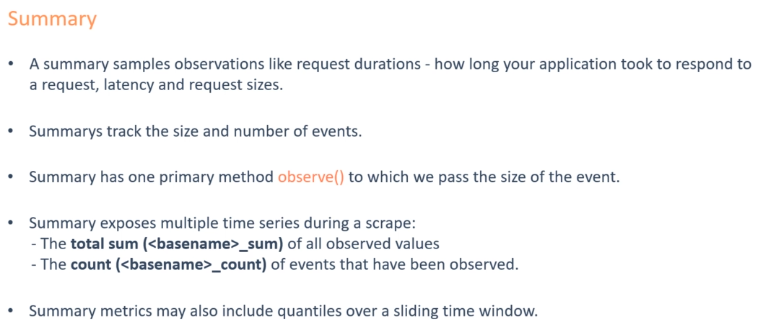 Summary
• A summary samples observations like request durations - how long your application took to respond to
a request, latency and request sizes.
• Summarys track the size and number of events.
• Summary has one primary method observe() to which we pass the size of the event.
• Summary exposes multiple time series during a scrape:
- The total sum (<basename>_sum) of all observed values
- The count (<basename>_count) of events that have been observed.
• Summary metrics may also include quantiles over a sliding time window.